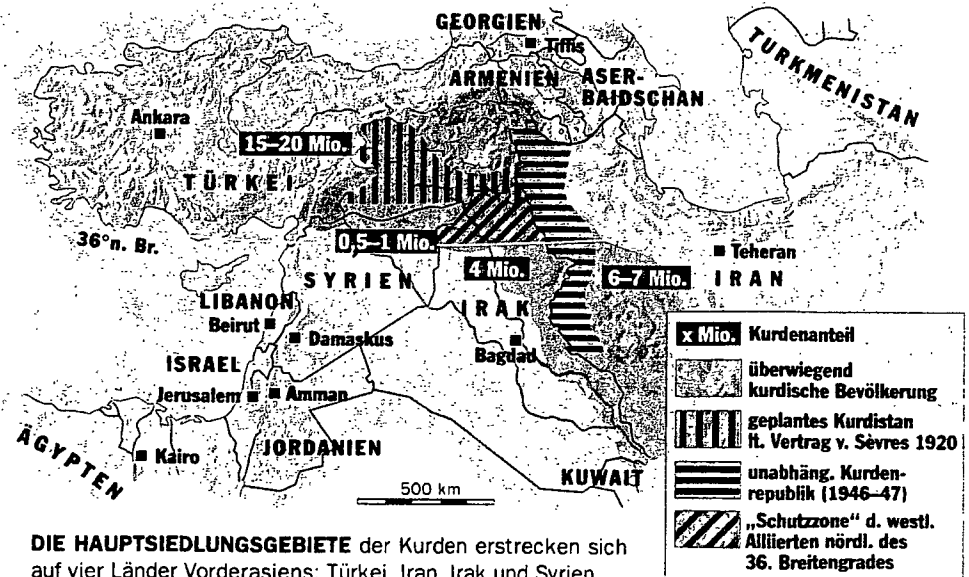 GEORGIEN
Tiflis
ARMENIEN
ASER-
BAIDSCHAN
TURKMENISTAN
Ankara
15–20 Mio.
TÜRKEI
36° n. Br.
0,5–1 Mio.
SYRIEN
4 Mio.
6–7 Mio.
Teheran
IRAN
LIBANON
Beirut
Damaskus
IRAK
Bagdad
ISRAEL
Jerusalem
Amman
JORDANIEN
ÄGYPTEN
Kairo
KUWAIT
500 km
x Mio. Kurdenanteil
überwiegend
kurdische Bevölkerung
geplantes Kurdistan
lt. Vertrag v. Sèvres 1920
unabhäng. Kurden-
republik (1946–47)
„Schutzzone“ d. westl.
Alliierten nördl. des
36. Breitengrades
DIE HAUPTSIEDLUNGSGEBIETE der Kurden erstrecken sich
auf vier Länder Vorderasiens: Türkei, Iran, Irak und Syrien